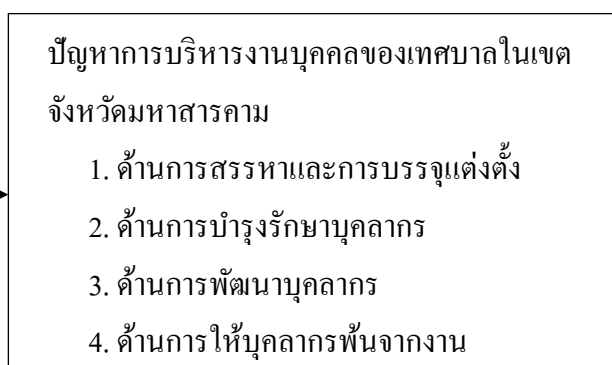 ปัญหาการบริหารงานบุคคลของเทศบาลในเขต
จังหวัดมหาสารคาม
1. ด้านการสรรหาและการบรรจุแต่งตั้ง
2. ด้านการบำรุงรักษาบุคลากร
3. ด้านการพัฒนาบุคลากร
4. ด้านการให้บุคลากรพ้นจากงาน